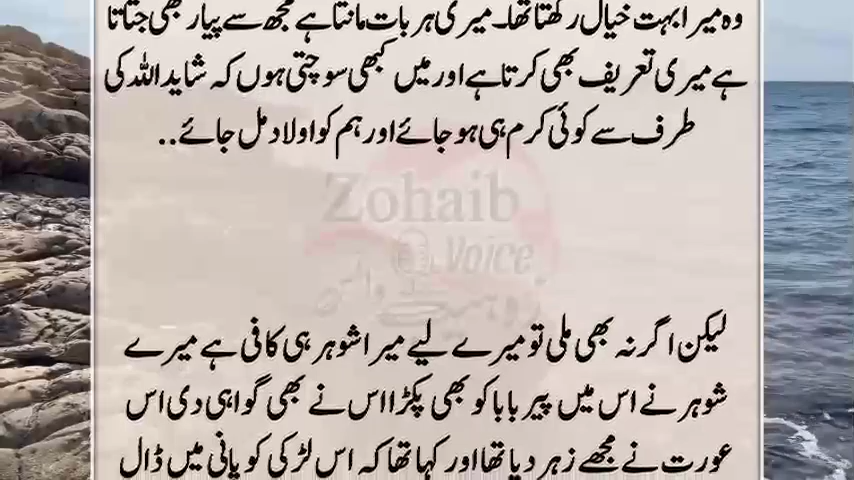 وہ میرا بہت خیال رکھتا تھا۔ میری ہر بات مانتا ہے مجھ سے پیار بھی جتاتا
ہے میری تعریف بھی کرتا ہے اور میں کبھی سوچتی ہوں کہ شاید اللہ کی
طرف سے کوئی کرم ہی ہو جائے اور ہم کو اولاد مل جائے ..
Zohaib
Voice
زوہیب وائس
لیکن اگر نہ بھی ملی تو میرے لیے میرا شوہر ہی کافی ہے میرے
شوہر نے اس میں پیر بابا کو بھی پکڑا اس نے بھی گواہی دی اس
عورت نے مجھے زہر دیا تھا اور کہا تھا کہ اس لڑکی کو پانی میں ڈال